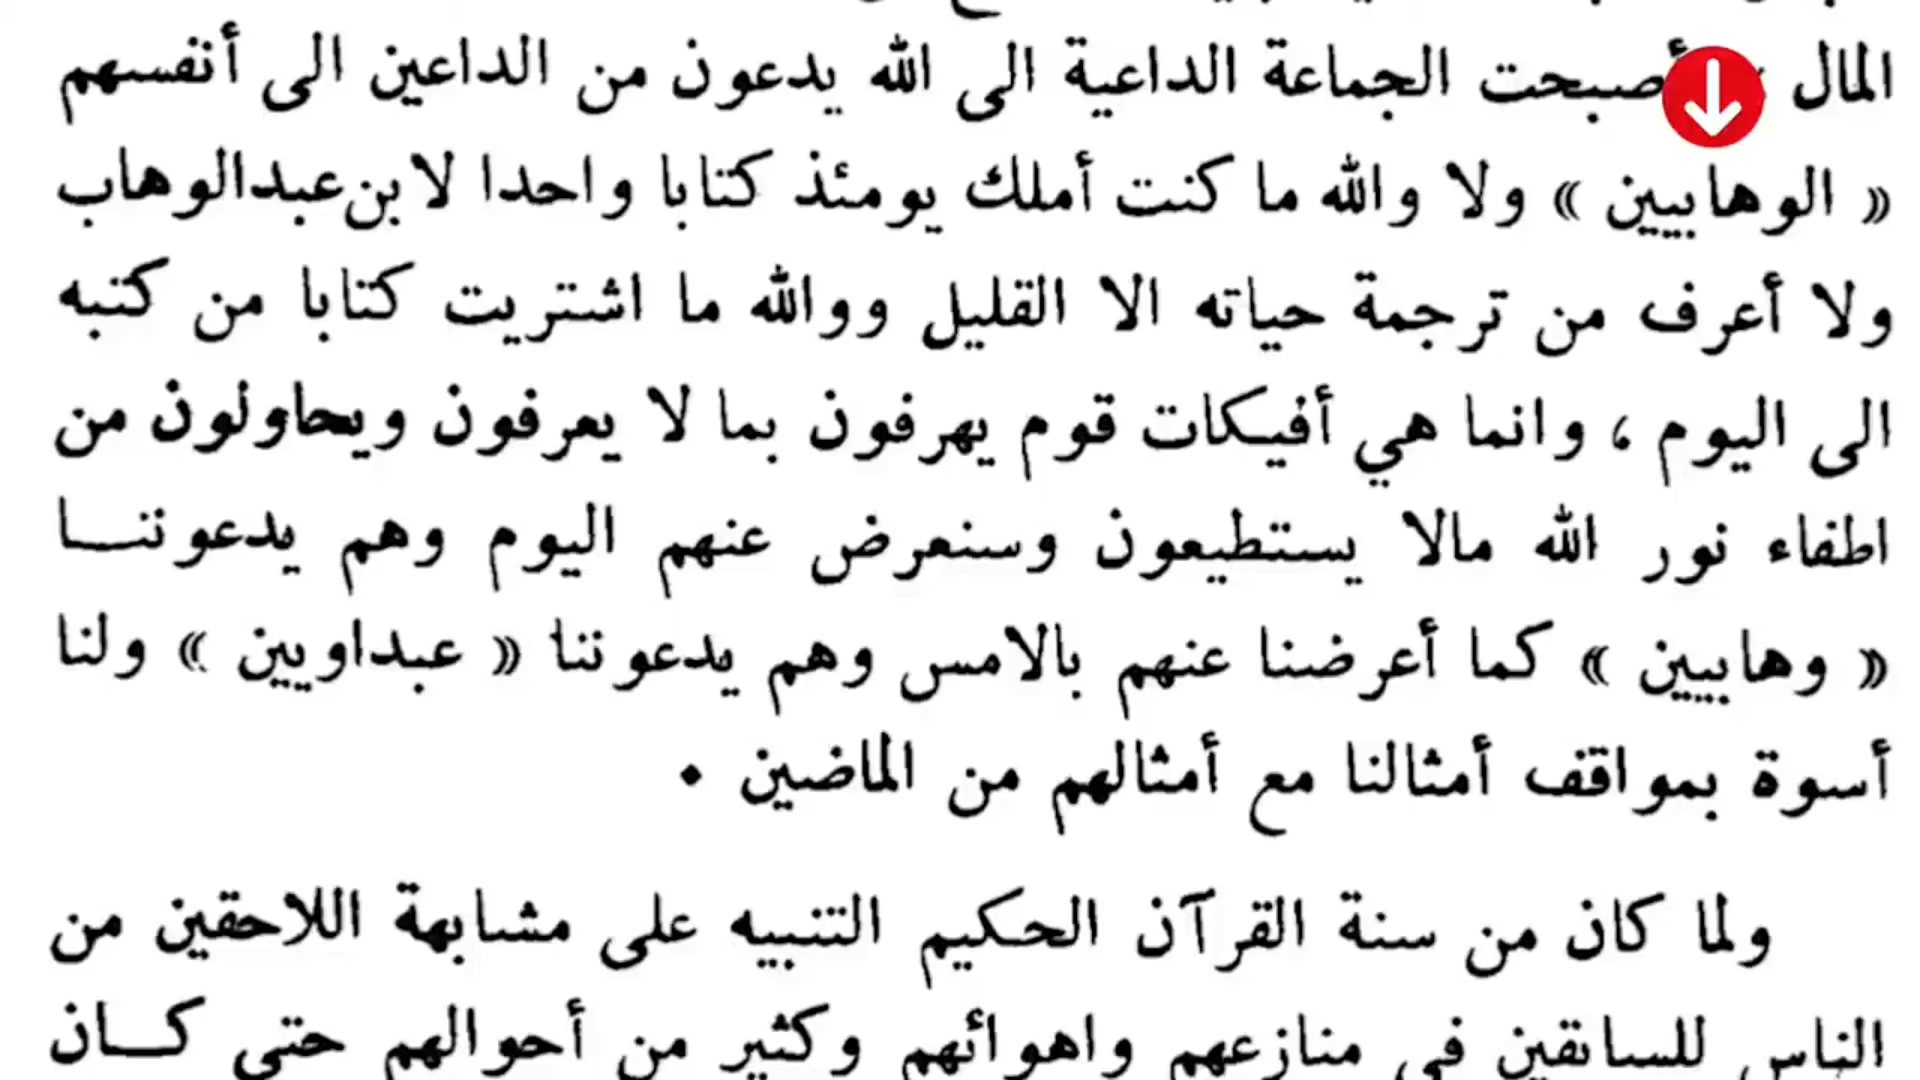 المال أصبحت الجماعة الداعية الى الله يدعون من الداعين الى أنفسهم
« الوهابيين » ولا والله ما كنت أملك يومئذ كتابا واحدا لابن عبدالوهاب
ولا أعرف من ترجمة حياته الا القليل ووالله ما اشتريت كتابا من كتبه
الى اليوم ، وانما هي أفيكات قوم يهرفون بما لا يعرفون ويحاولون من
اطفاء نور الله مالا يستطيعون وسنعرض عنهم اليوم وهم يدعوننــا
« وهابيين » كما أعرضنا عنهم بالامس وهم يدعوننا « عبداويين » ولنا
أسوة بمواقف أمثالنا مع أمثالهم من الماضين .
ولما كان من سنة القرآن الحكيم التنبيه على مشابهة اللاحقين من
الناس للسابقين في منازعهم واهوائهم وكثير من أحوالهم حتى كــان